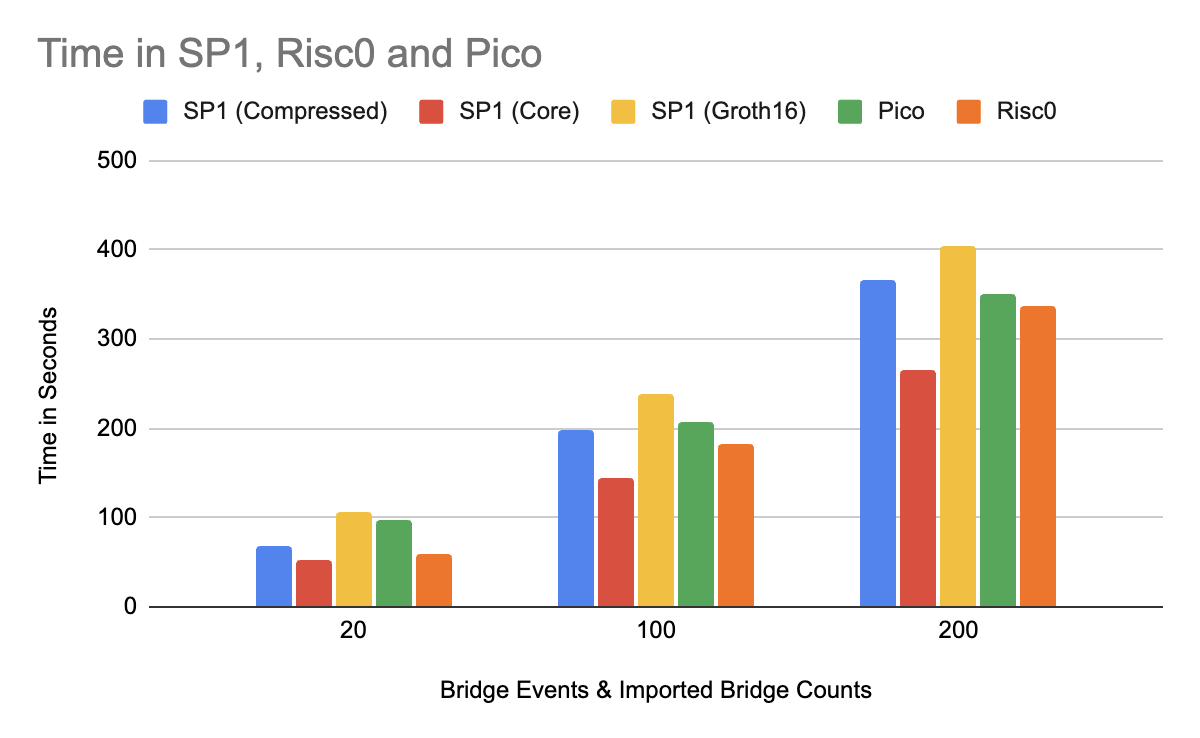 Time in SP1, Risc0 and Pico
SP1 (Compressed) SP1 (Core) SP1 (Groth16) Pico Risc0
500
400
300
200
100
0
Time in Seconds
20 100 200
Bridge Events & Imported Bridge Counts